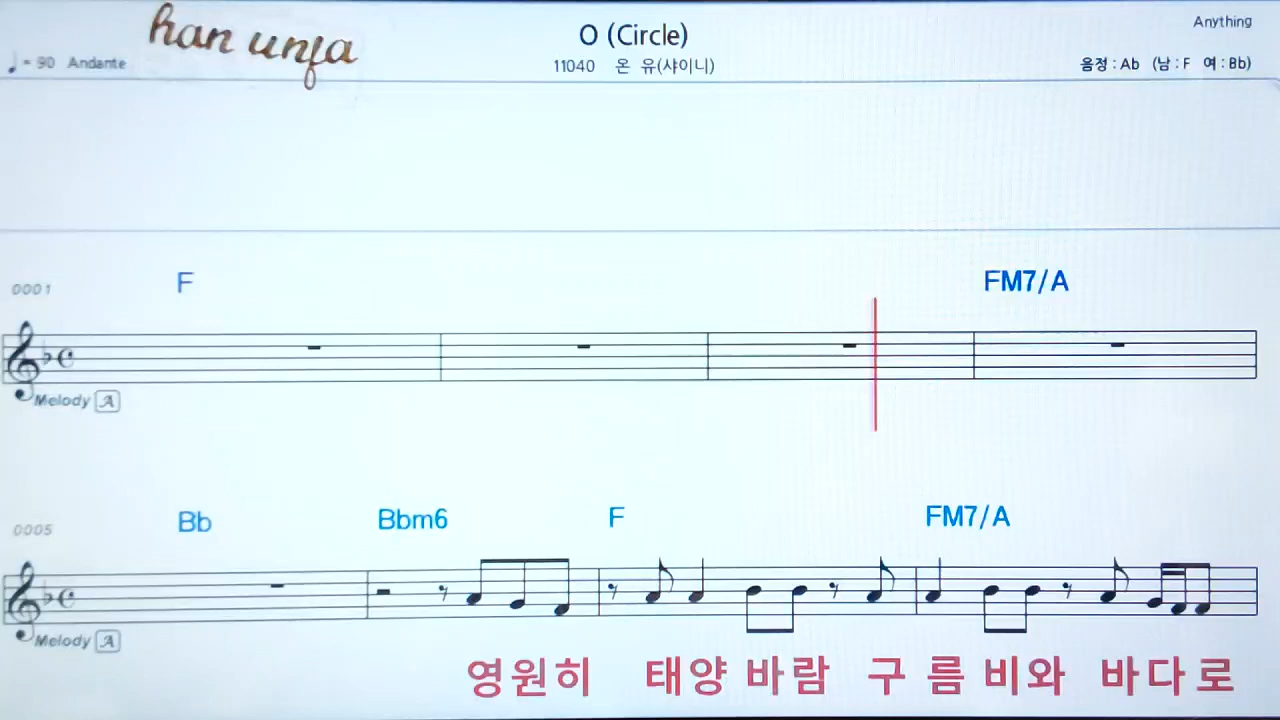 han unja
O (Circle)
Anything
♩ = 90 Andante
11040 온 유(샤이니)
음정 : Ab (남 : F 여 : Bb)
0001
F
FM7/A
Melody A
0005
Bb
Bbm6
F
FM7/A
Melody A
영원히 태양 바람 구 름 비와 바다로